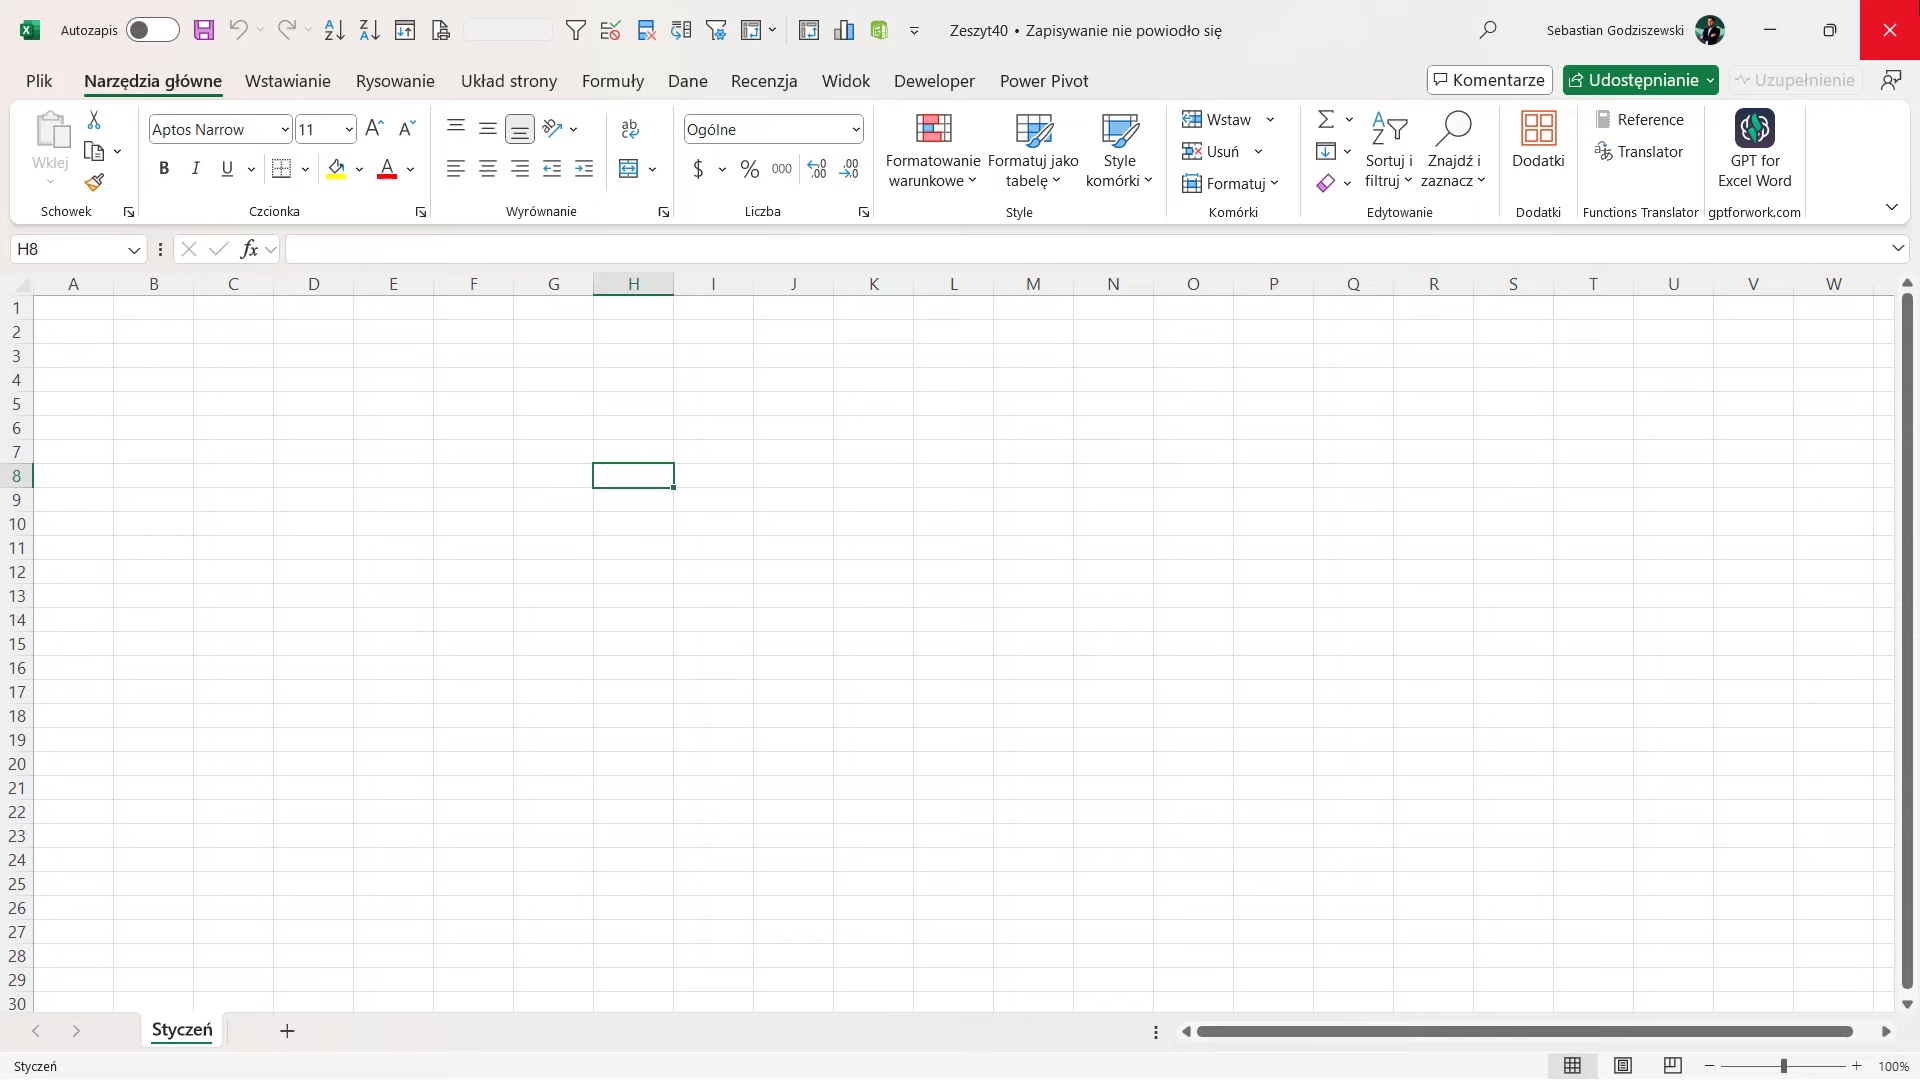 Autozapis
Zeszyt40 • Zapisywanie nie powiodło się
Sebastian Godziszewski
Plik Narzędzia główne Wstawianie Rysowanie Układ strony Formuły Dane Recenzja Widok Deweloper Power Pivot Komentarze Udostępnianie Uzupełnienie
Wklej
Schowek
Aptos Narrow 11
B I U A
Czcionka
ab
Wyrównanie
Ogólne
$ % 000 ,00
Liczba
Formatowanie warunkowe
Formatuj jako tabelę
Style komórki
Style
Wstaw
Usuń
Formatuj
Komórki
Sortuj i filtruj
Znajdź i zaznacz
Edytowanie
Dodatki
Dodatki
Reference
Translator
Functions Translator
GPT for Excel Word
gptforwork.com
H8 fx
A B C D E F G H I J K L M N O P Q R S T U V W
1
2
3
4
5
6
7
8
9
10
11
12
13
14
15
16
17
18
19
20
21
22
23
24
25
26
27
28
29
30
Styczeń
Styczeń 100%